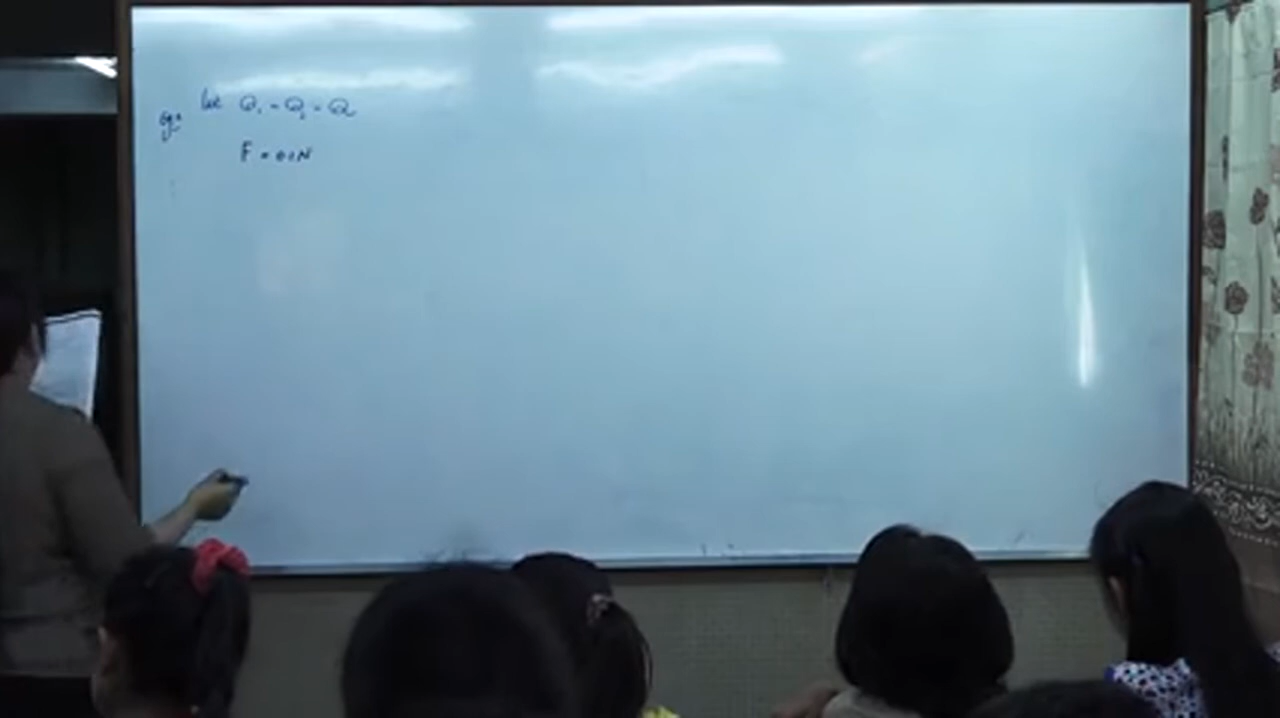 let Q₁ = Q₂ = Q
F = 0.1N